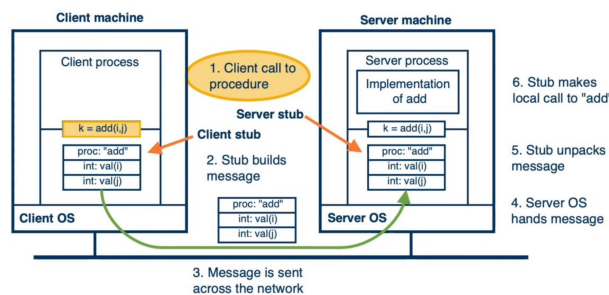 Client machine
Server machine
Client process
1. Client call to
procedure
Server process
Implementation
of add
6. Stub makes
local call to "add"
k = add(i,j)
Server stub
Client stub
k = add(i,j)
proc: "add"
int: val(i)
int: val(j)
2. Stub builds
message
proc: "add"
int: val(i)
int: val(j)
proc: "add"
int: val(i)
int: val(j)
5. Stub unpacks
message
4. Server OS
hands message
Client OS
Server OS
3. Message is sent
across the network